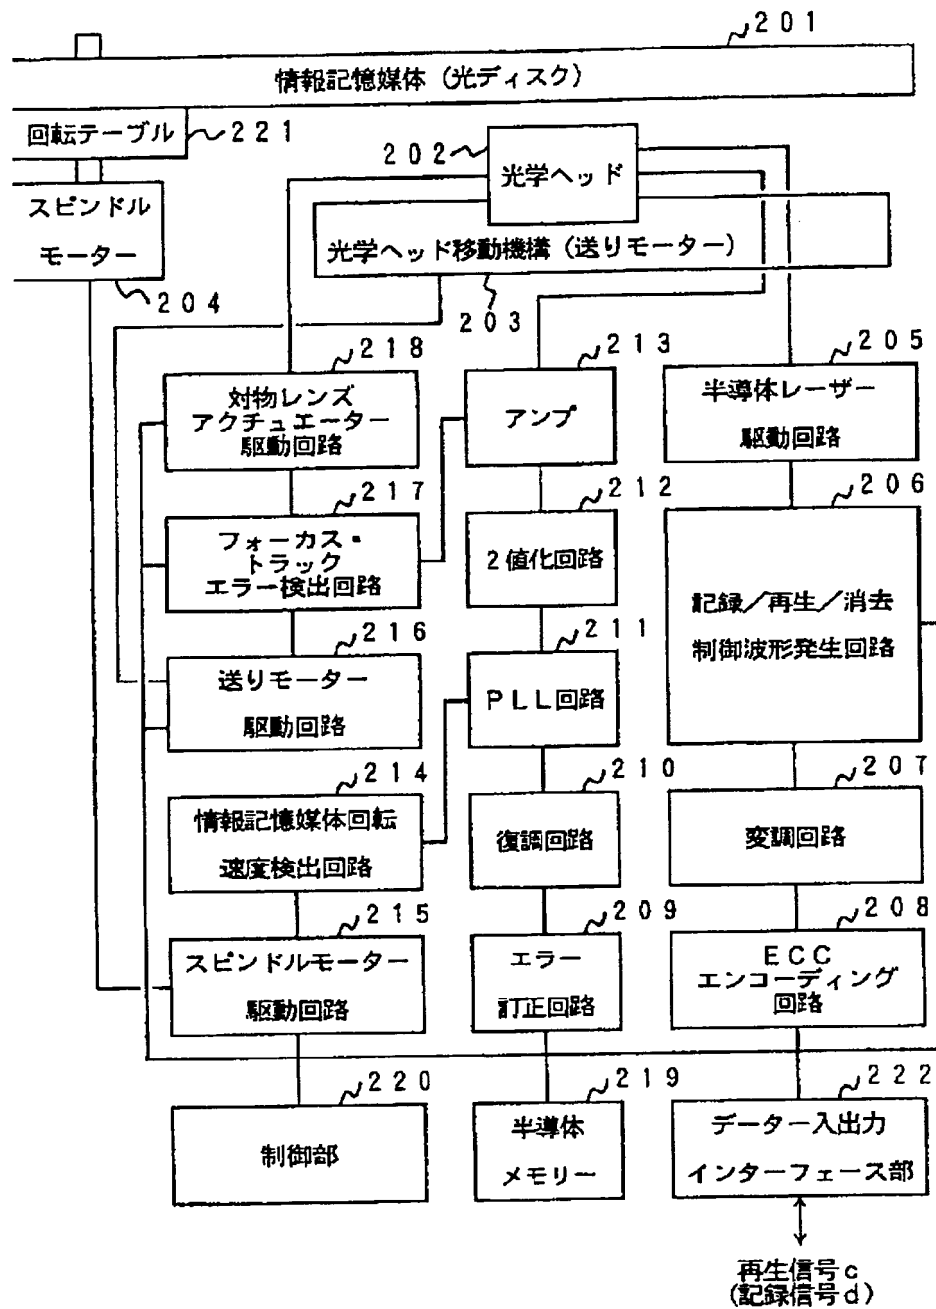 201
情報記憶媒体(光ディスク)
回転テーブル
221
202
光学ヘッド
スピンドル
モーター
光学ヘッド移動機構(送りモーター)
204
203
218
対物レンズ
アクチュエーター
駆動回路
213
アンプ
205
半導体レーザー
駆動回路
217
フォーカス・
トラック
エラー検出回路
212
2値化回路
206
記録/再生/消去
制御波形発生回路
216
送りモーター
駆動回路
211
PLL回路
214
情報記憶媒体回転
速度検出回路
210
復調回路
207
変調回路
215
スピンドルモーター
駆動回路
209
エラー
訂正回路
208
ECC
エンコーディング
回路
220
制御部
219
半導体
メモリー
222
データー入出力
インターフェース部
再生信号c
(記録信号d)